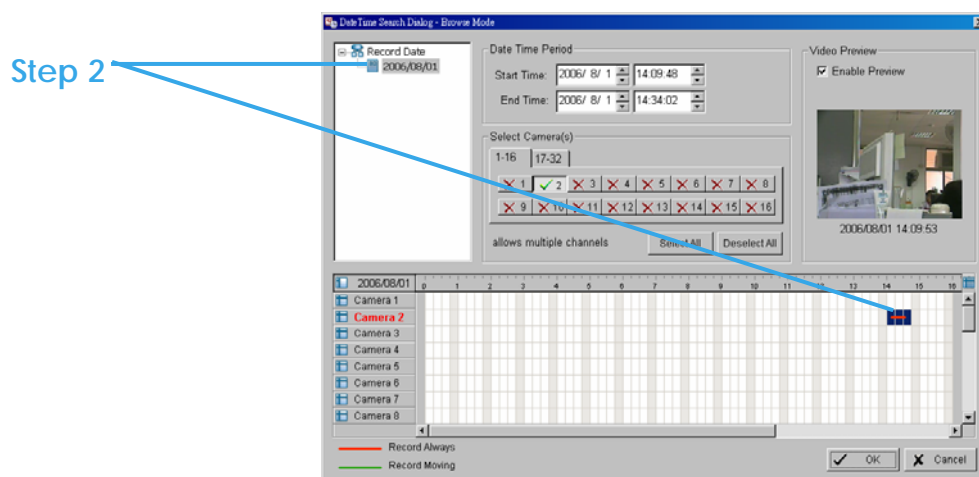 Step 2
DateTime Search Dialog - Browse Mode
Record Date
2006/08/01
Date Time Period
Start Time: 2006/ 8/ 1 14:09:48
End Time: 2006/ 8/ 1 14:34:02
Select Camera(s)
1-16 17-32
1 2 3 4 5 6 7 8
9 10 11 12 13 14 15 16
allows multiple channels Select All Deselect All
Video Preview
Enable Preview
2006/08/01 14:09:53
2006/08/01 0 1 2 3 4 5 6 7 8 9 10 11 12 13 14 15 16
Camera 1
Camera 2
Camera 3
Camera 4
Camera 5
Camera 6
Camera 7
Camera 8
Record Always
Record Moving
OK Cancel